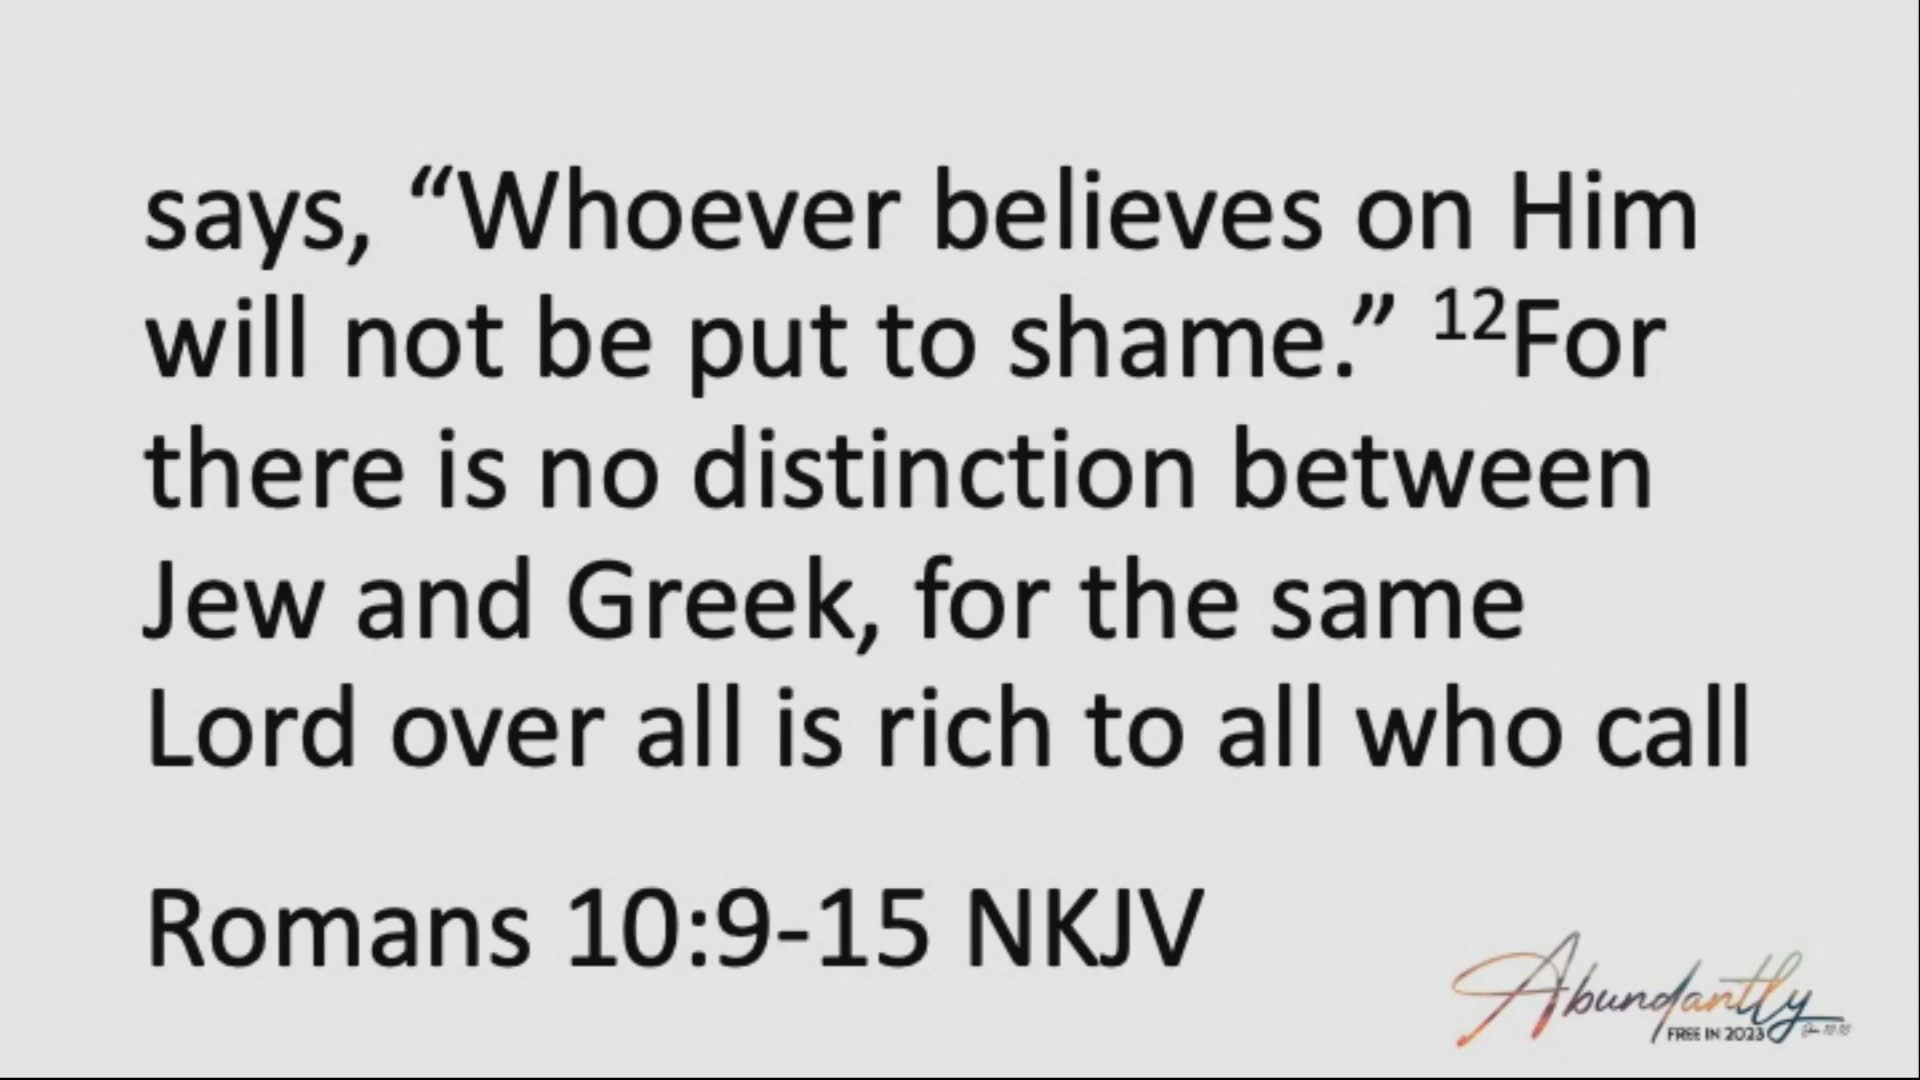 says, “Whoever believes on Him
will not be put to shame.” ¹²For
there is no distinction between
Jew and Greek, for the same
Lord over all is rich to all who call
Romans 10:9-15 NKJV
Abundantly
FREE IN 2023